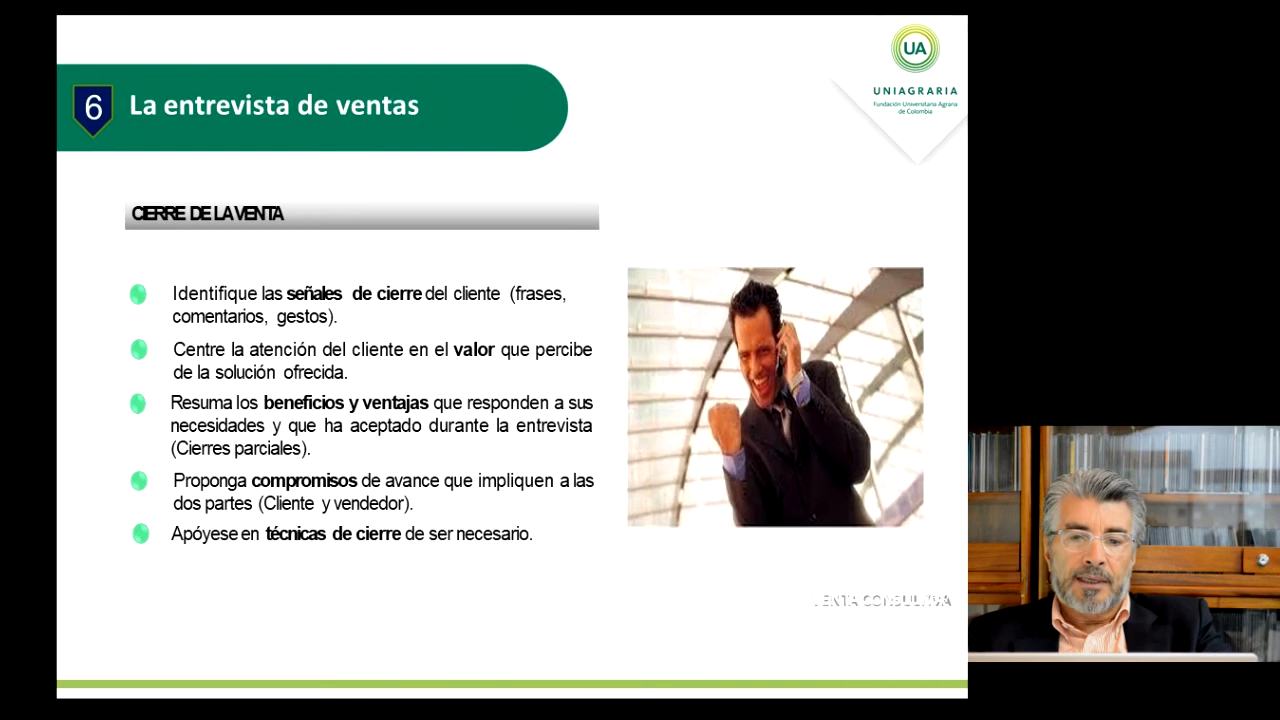 UA
UNIAGRARIA
Fundación Universitaria Agraria
de Colombia
6
La entrevista de ventas
CIERRE DE LA VENTA
Identifique las señales de cierre del cliente (frases,
comentarios, gestos).
Centre la atención del cliente en el valor que percibe
de la solución ofrecida.
Resuma los beneficios y ventajas que responden a sus
necesidades y que ha aceptado durante la entrevista
(Cierres parciales).
Proponga compromisos de avance que impliquen a las
dos partes (Cliente y vendedor).
Apóyese en técnicas de cierre de ser necesario.
VENTA CONSULTIVA